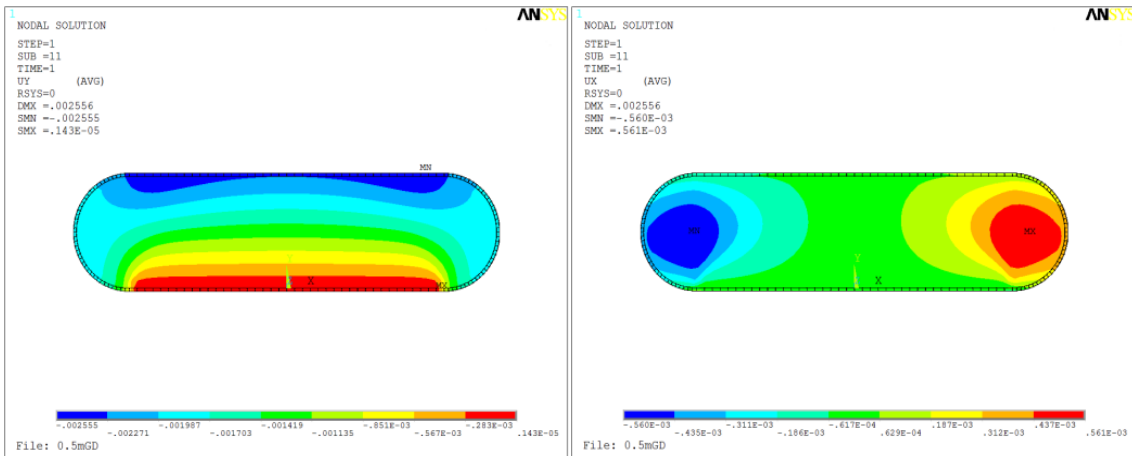 1
ANSYS
NODAL SOLUTION
STEP=1
SUB =11
TIME=1
UY (AVG)
RSYS=0
DMX =.002556
SMN =-.002555
SMX =.143E-05
MN
Y
X
MX
-.002555 -.001987 -.001419 -.851E-03 -.283E-03
-.002271 -.001703 -.001135 -.567E-03 .143E-05
File: 0.5mGD
1
ANSYS
NODAL SOLUTION
STEP=1
SUB =11
TIME=1
UX (AVG)
RSYS=0
DMX =.002556
SMN =-.560E-03
SMX =.561E-03
MN
MX
Y
X
-.560E-03 -.311E-03 -.617E-04 .187E-03 .437E-03
-.435E-03 -.186E-03 .629E-04 .312E-03 .561E-03
File: 0.5mGD